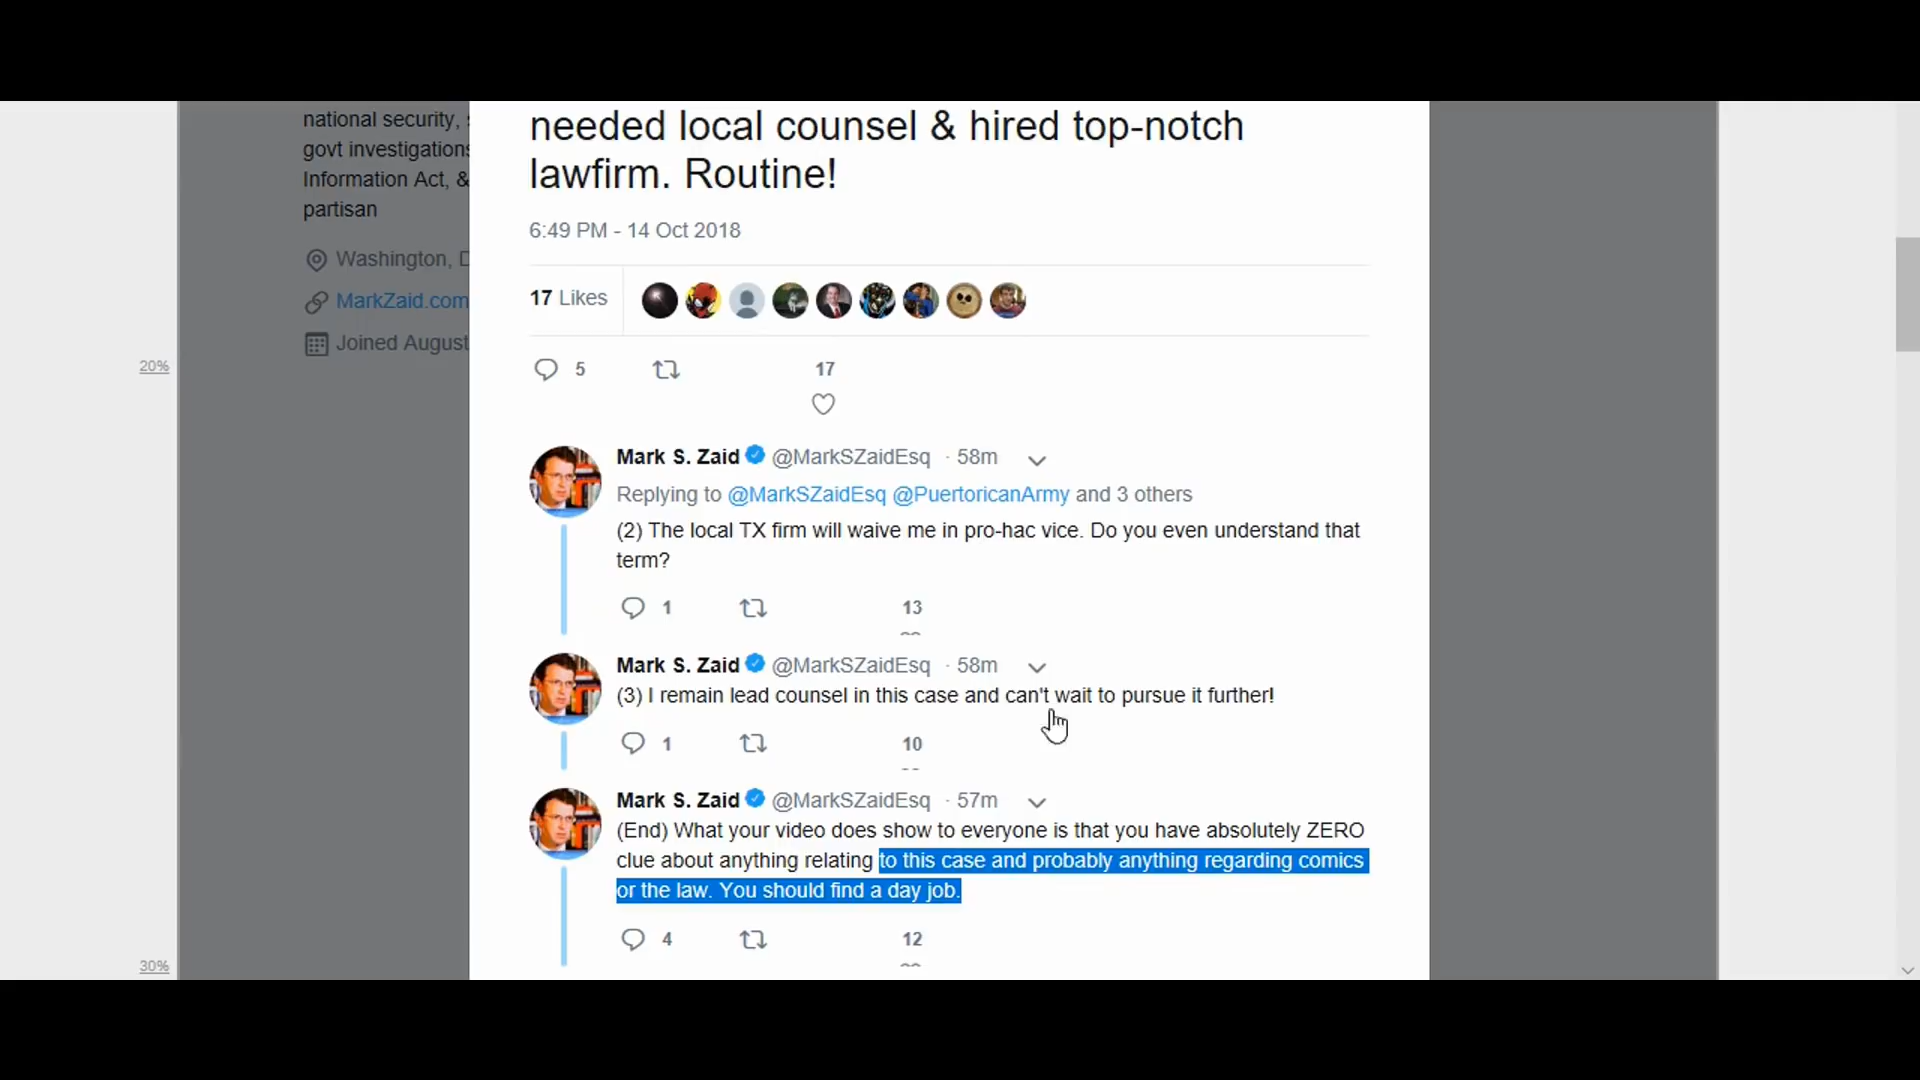 national security,
govt investigations
Information Act, &
partisan
Washington, D
MarkZaid.com
Joined August
20%
30%
needed local counsel & hired top-notch
lawfirm. Routine!
6:49 PM - 14 Oct 2018
17 Likes
5
17
Mark S. Zaid @MarkSZaidEsq · 58m
Replying to @MarkSZaidEsq @PuertoricanArmy and 3 others
(2) The local TX firm will waive me in pro-hac vice. Do you even understand that
term?
1
13
Mark S. Zaid @MarkSZaidEsq · 58m
(3) I remain lead counsel in this case and can't wait to pursue it further!
1
10
Mark S. Zaid @MarkSZaidEsq · 57m
(End) What your video does show to everyone is that you have absolutely ZERO
clue about anything relating to this case and probably anything regarding comics
or the law. You should find a day job.
4
12